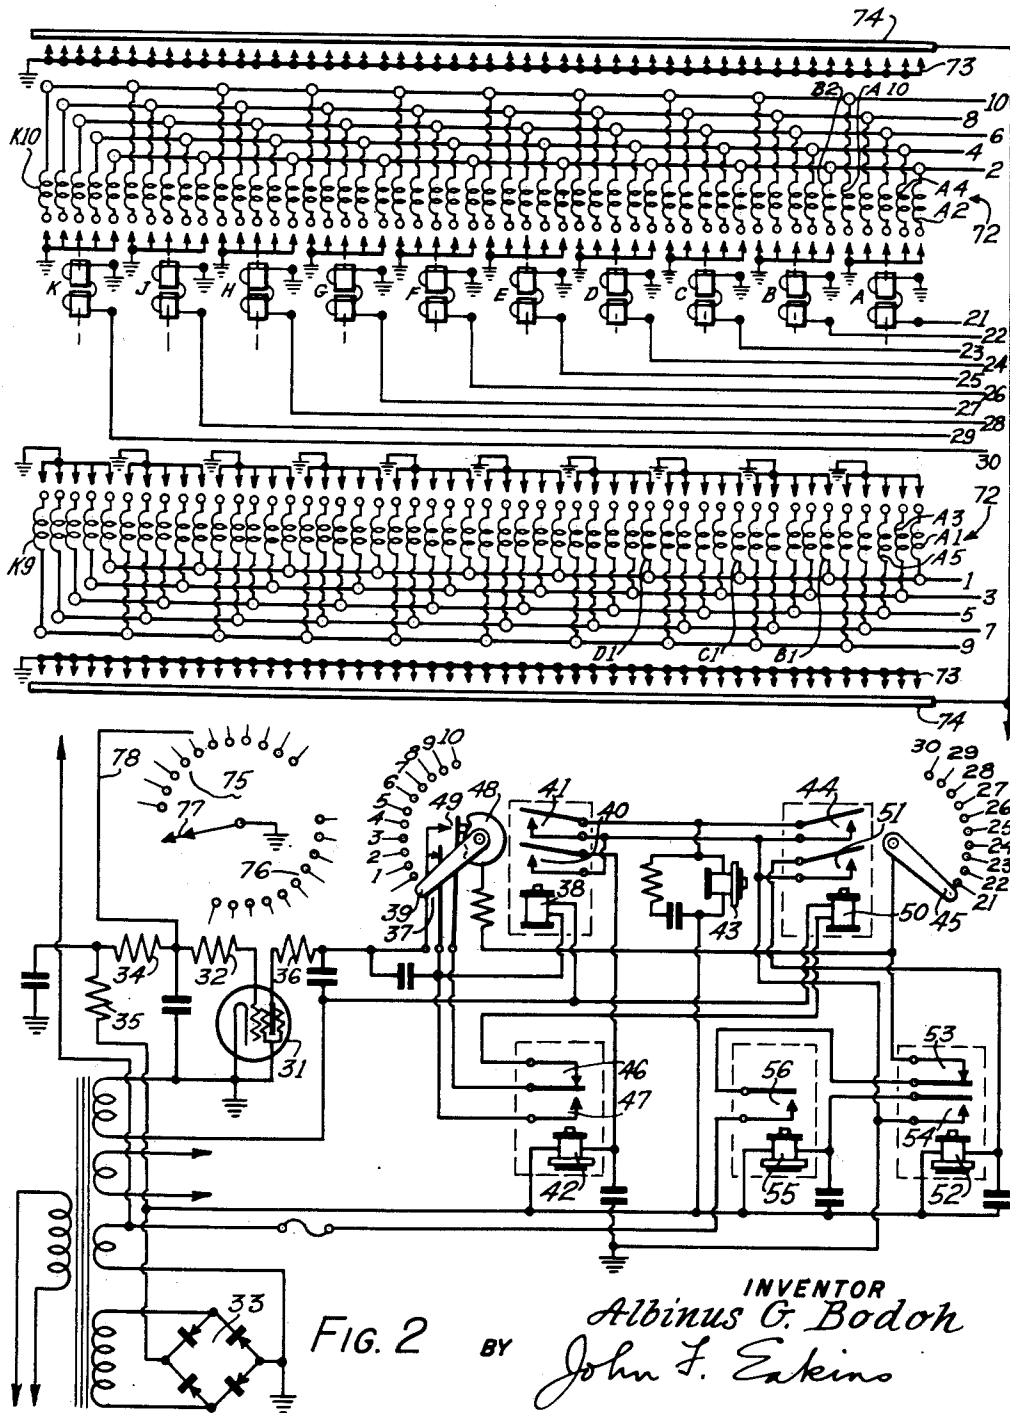 74
73
B2 A10
10
8
6
4
2
K10
A4
A2
72
K J H G F E D C B A
21
22
23
24
25
26
27
28
29
30
72
A3
A1
A5
K9
1
3
5
7
9
D1 C1 B1
73
74
78
75
77
76
1 2 3 4 5 6 7 8 9 10
49 48
41
40
38
39
37
43
44
51
50
30 29 28 27 26 25 24 23 22 21
45
34 32 36
35
31
46
47
42
56
55
53
54
52
33
FIG. 2
INVENTOR
Albinus G. Bodoh
BY
John F. Eakins